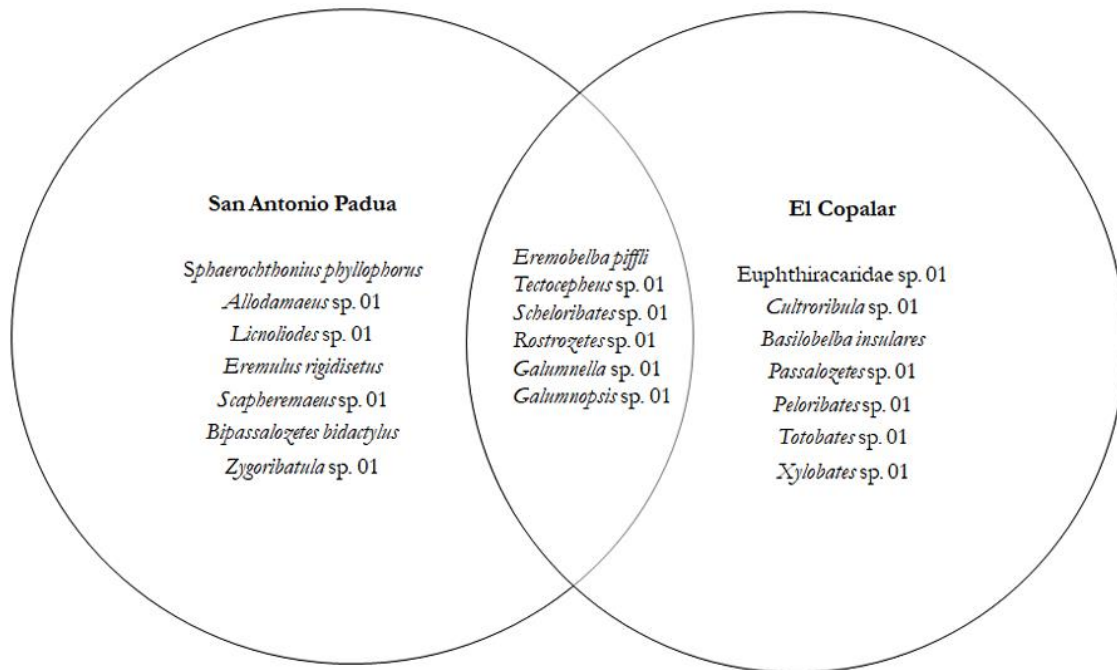 San Antonio Padua
Sphaerochthonius phyllophorus
Allodamaeus sp. 01
Licnoliodes sp. 01
Eremulus rigidisetus
Scapheremaeus sp. 01
Bipassalozetes bidactylus
Zygoribatula sp. 01
Eremobelba piffli
Tectocepheus sp. 01
Scheloribates sp. 01
Rostrozetes sp. 01
Galumnella sp. 01
Galumnopsis sp. 01
El Copalar
Euphthiracaridae sp. 01
Cultroribula sp. 01
Basilobelba insulares
Passalozetes sp. 01
Peloribates sp. 01
Totobates sp. 01
Xylobates sp. 01